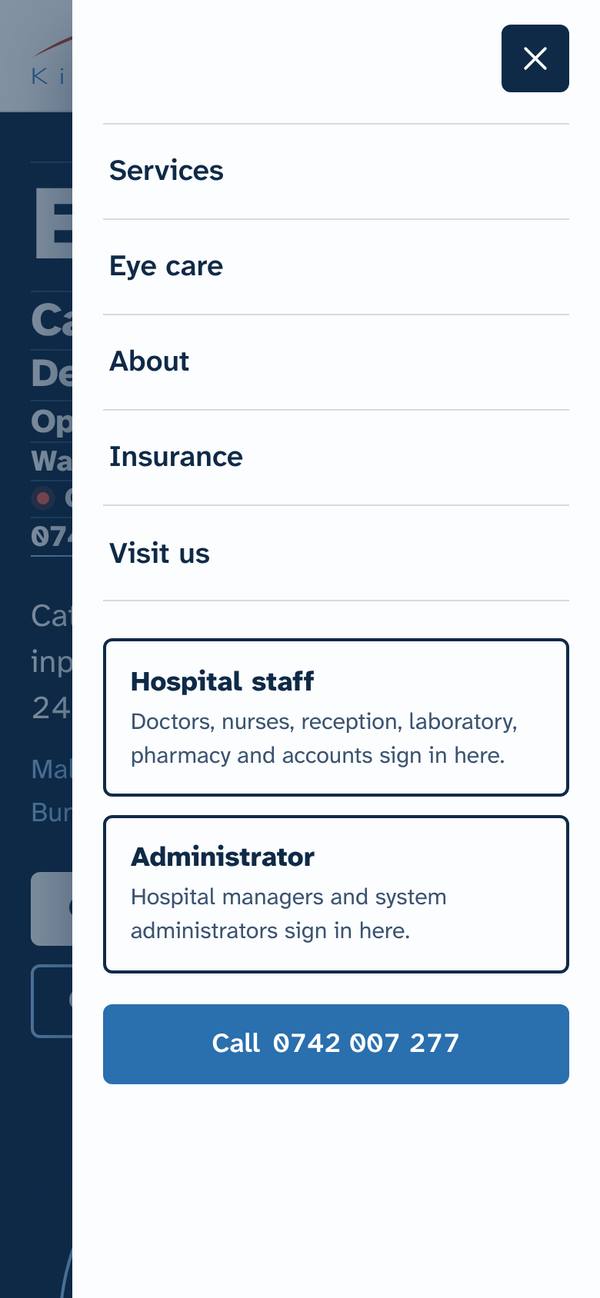 Services
Eye care
About
Insurance
Visit us
Hospital staff
Doctors, nurses, reception, laboratory,
pharmacy and accounts sign in here.
Administrator
Hospital managers and system
administrators sign in here.
Call 0742 007 277